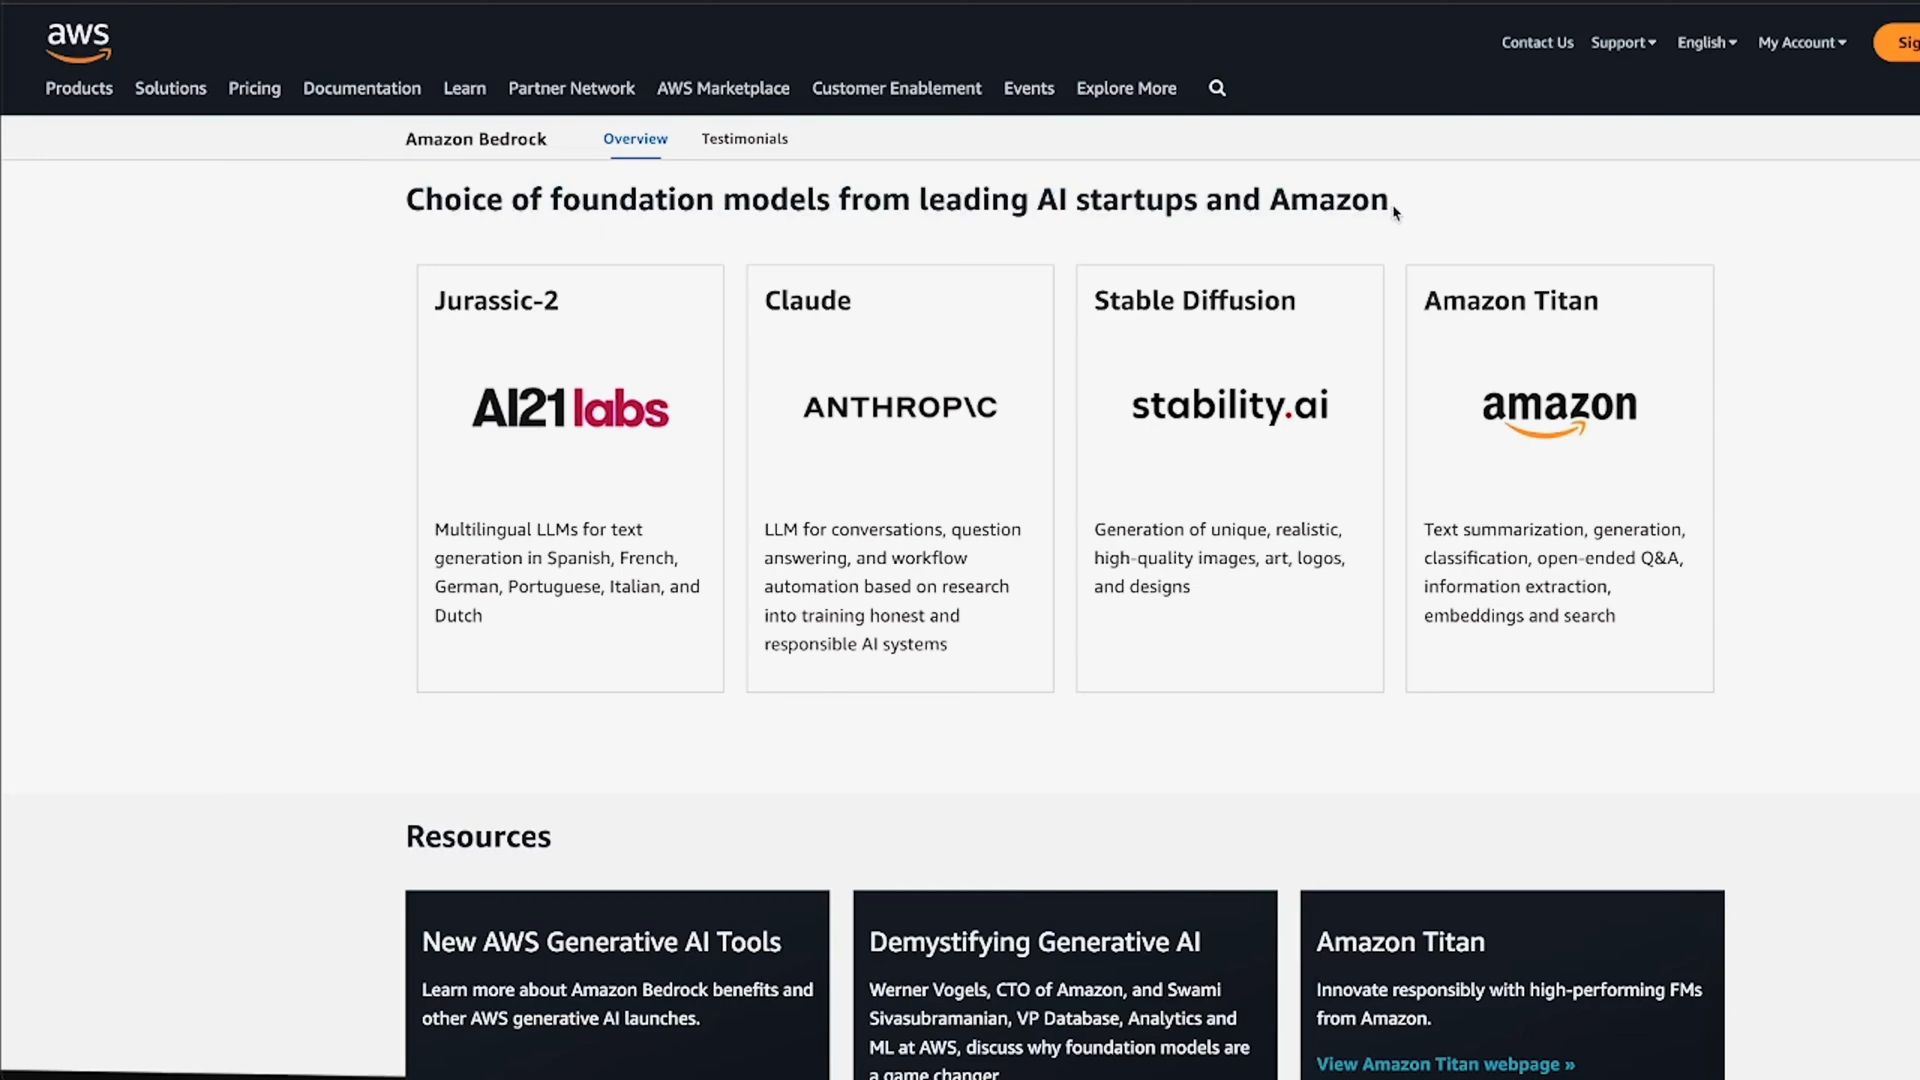 aws
Contact Us Support English My Account Sig
Products Solutions Pricing Documentation Learn Partner Network AWS Marketplace Customer Enablement Events Explore More
Amazon Bedrock Overview Testimonials
Choice of foundation models from leading AI startups and Amazon
Jurassic-2
AI21labs
Multilingual LLMs for text
generation in Spanish, French,
German, Portuguese, Italian, and
Dutch
Claude
ANTHROP\C
LLM for conversations, question
answering, and workflow
automation based on research
into training honest and
responsible AI systems
Stable Diffusion
stability.ai
Generation of unique, realistic,
high-quality images, art, logos,
and designs
Amazon Titan
amazon
Text summarization, generation,
classification, open-ended Q&A,
information extraction,
embeddings and search
Resources
New AWS Generative AI Tools
Learn more about Amazon Bedrock benefits and
other AWS generative AI launches.
Demystifying Generative AI
Werner Vogels, CTO of Amazon, and Swami
Sivasubramanian, VP Database, Analytics and
ML at AWS, discuss why foundation models are
a game changer
Amazon Titan
Innovate responsibly with high-performing FMs
from Amazon.
View Amazon Titan webpage »